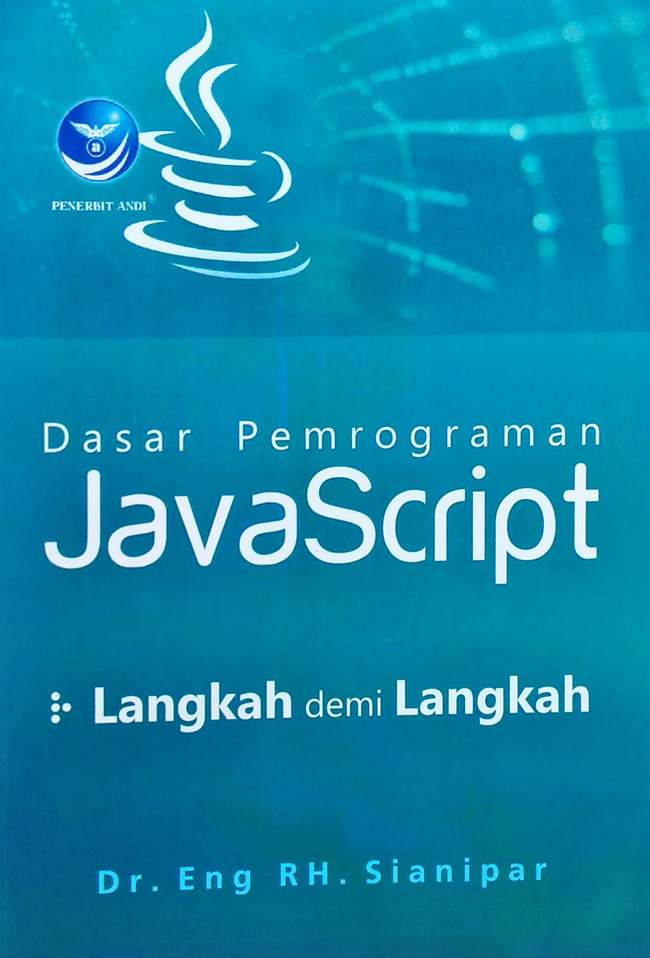 a
PENERBIT ANDI®
Dasar Pemrograman
JavaScript
Langkah demi Langkah
Dr. Eng RH. Sianipar